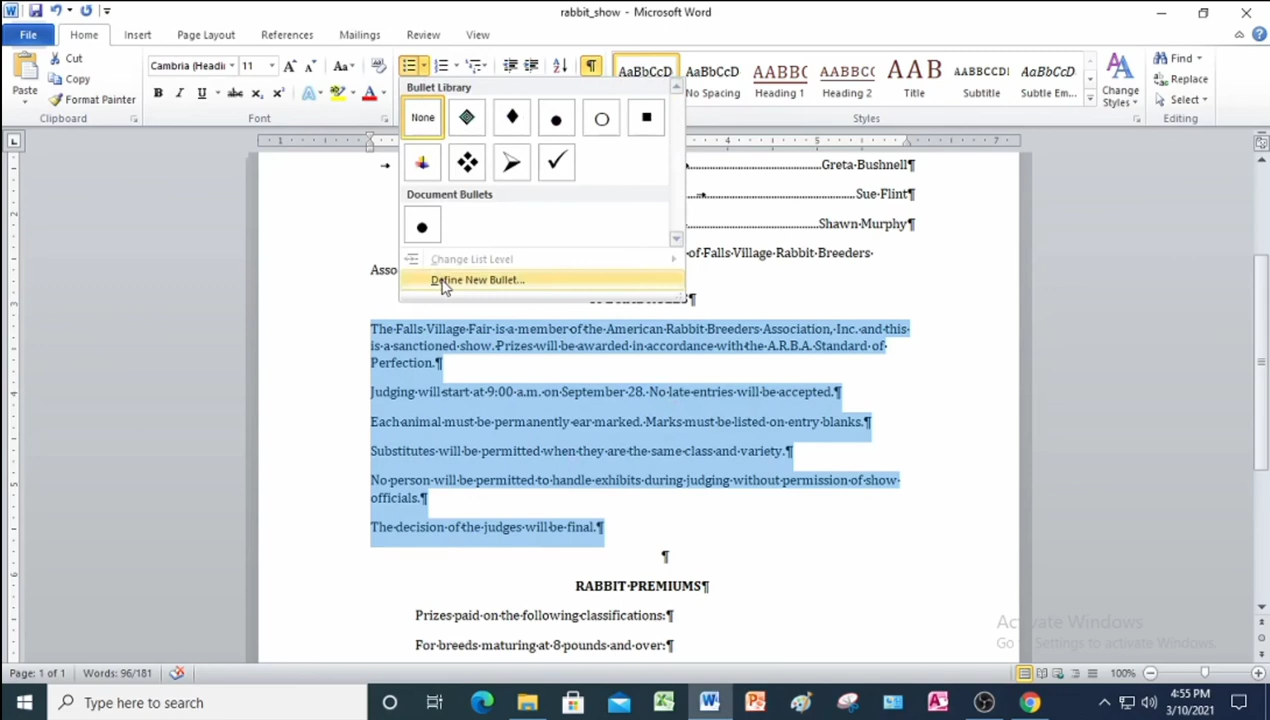 rabbit_show - Microsoft Word
File Home Insert Page Layout References Mailings Review View
Cut
Copy
Paste
Format Painter
Clipboard
Cambria (Headi 11
Font
AaBbCcD AABBC AABBCC AAB AABBCCD AaBbCcD
No Spacing Heading 1 Heading 2 Title Subtitle Subtle Em...
Change
Styles
Styles
Find
Replace
Select
Editing
Bullet Library
None
Document Bullets
Change List Level
Define New Bullet...
Greta·Bushnell¶
Sue·Flint¶
Shawn·Murphy¶
of·Falls·Village·Rabbit·Breeders·
Asso
The·Falls·Village·Fair·is·a·member·of·the·American·Rabbit·Breeders·Association,·Inc.·and·this·
is·a·sanctioned·show.·Prizes·will·be·awarded·in·accordance·with·the·A.R.B.A.·Standard·of·
Perfection.¶
Judging·will·start·at·9:00·a.m.·on·September·28.·No·late·entries·will·be·accepted.¶
Each·animal·must·be·permanently·ear·marked.·Marks·must·be·listed·on·entry·blanks.¶
Substitutes·will·be·permitted·when·they·are·the·same·class·and·variety.¶
No·person·will·be·permitted·to·handle·exhibits·during·judging·without·permission·of·show·
officials.¶
The·decision·of·the·judges·will·be·final.¶
¶
RABBIT·PREMIUMS¶
Prizes·paid·on·the·following·classifications:¶
For·breeds·maturing·at·8·pounds·and·over:¶
Activate Windows
Go to Settings to activate Windows.
Page: 1 of 1 Words: 96/181 100%
Type here to search
4:55 PM
3/10/2021